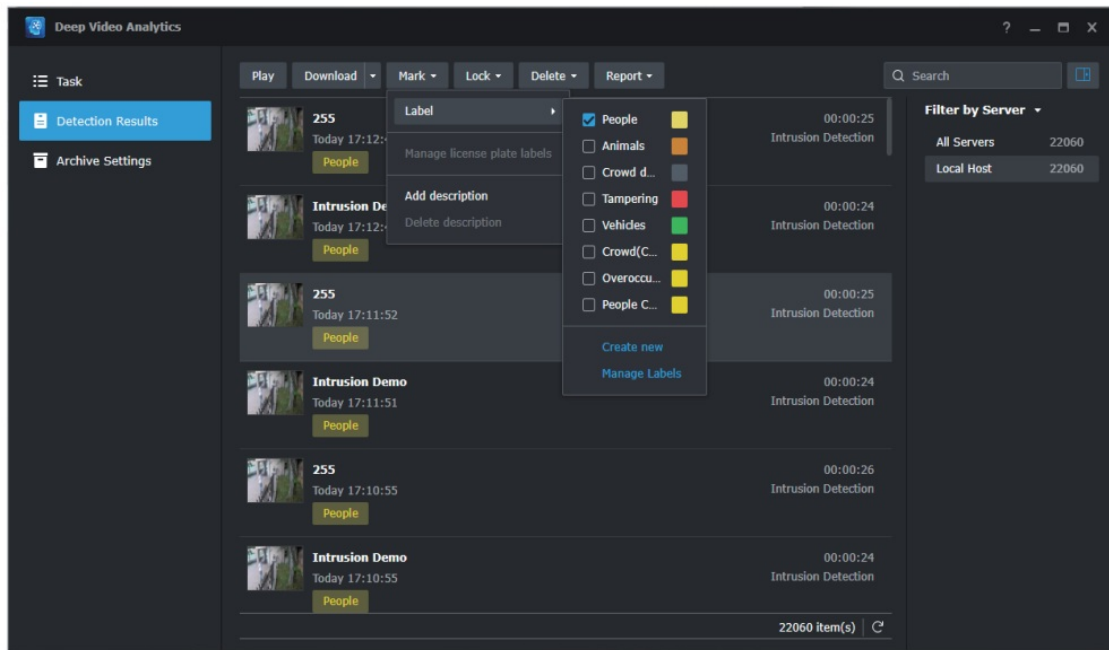 Deep Video Analytics
?
Task
Detection Results
Archive Settings
Play Download Mark Lock Delete Report
Search
255
Today 17:12:
People
00:00:25
Intrusion Detection
Intrusion De
Today 17:12:
People
00:00:24
Intrusion Detection
255
Today 17:11:52
People
00:00:25
Intrusion Detection
Intrusion Demo
Today 17:11:51
People
00:00:24
Intrusion Detection
255
Today 17:10:55
People
00:00:26
Intrusion Detection
Intrusion Demo
Today 17:10:55
People
00:00:24
Intrusion Detection
22060 item(s)
Label
Manage license plate labels
Add description
Delete description
People
Animals
Crowd d...
Tampering
Vehicles
Crowd(C...
Overoccu...
People C...
Create new
Manage Labels
Filter by Server
All Servers 22060
Local Host 22060